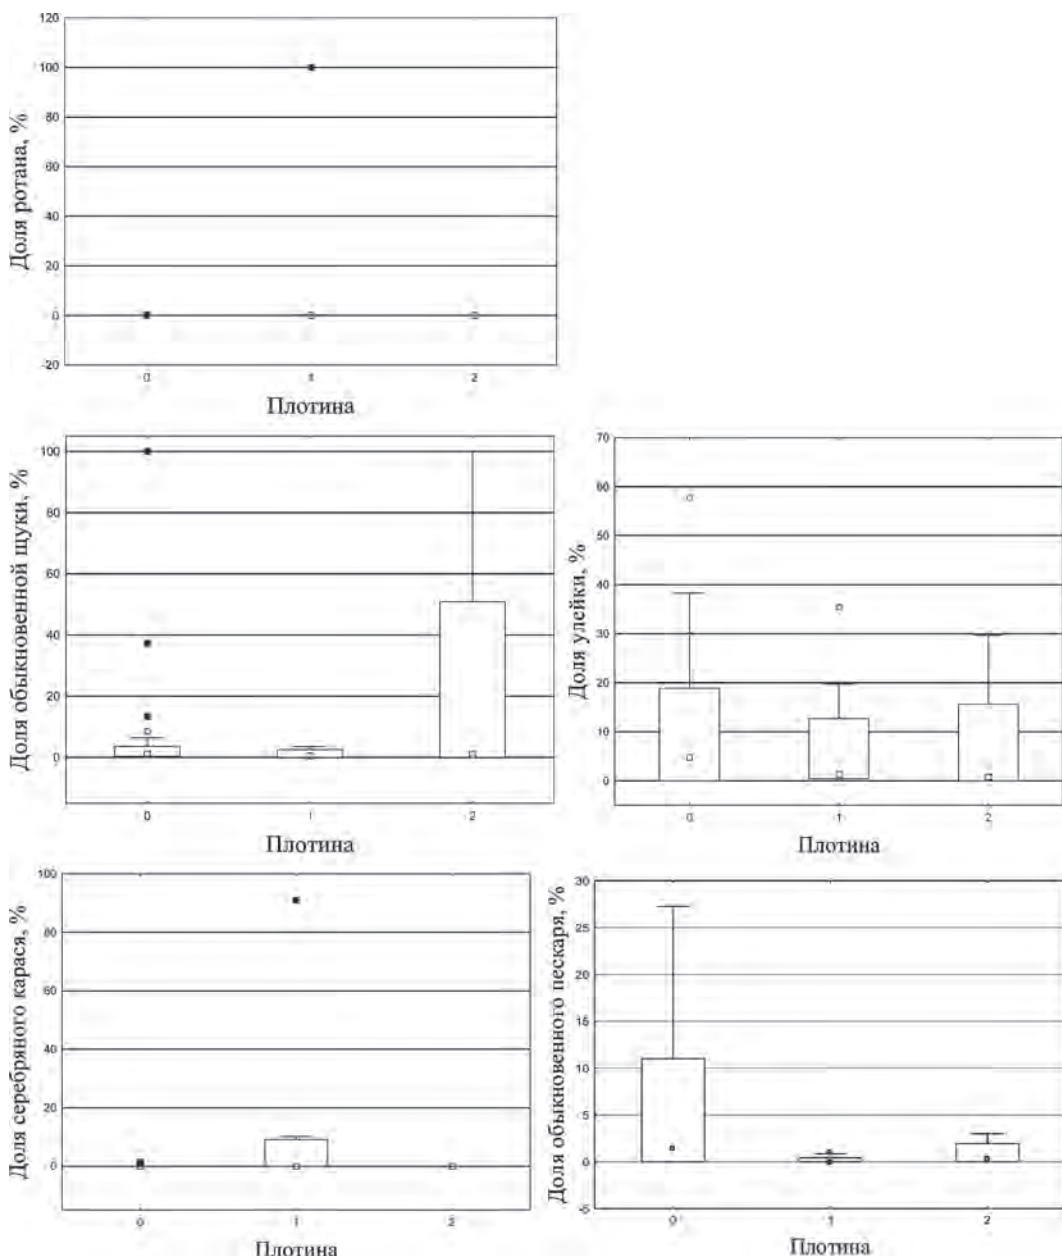 Доля ротана, %
120
100
80
60
40
20
0
-20
0 1 2
Плотина
Доля обыкновенной щуки, %
100
80
60
40
20
0
0 1 2
Плотина
Доля улейки, %
70
60
50
40
30
20
10
0
0 1 2
Плотина
Доля серебряного карася, %
100
80
60
40
20
0
0 1 2
Плотина
Доля обыкновенного пескаря, %
30
25
20
15
10
5
0
-5
0 1 2
Плотина